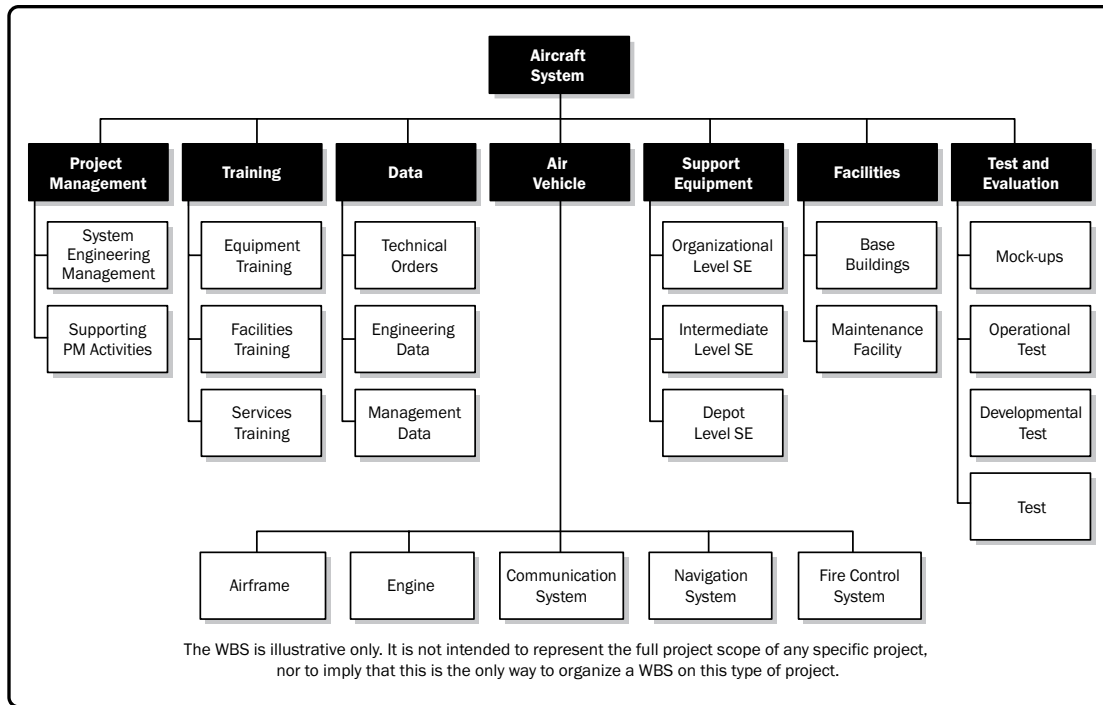 Aircraft
System
Project
Management
Training
Data
Air
Vehicle
Support
Equipment
Facilities
Test and
Evaluation
System
Engineering
Management
Supporting
PM Activities
Equipment
Training
Facilities
Training
Services
Training
Technical
Orders
Engineering
Data
Management
Data
Organizational
Level SE
Intermediate
Level SE
Depot
Level SE
Base
Buildings
Maintenance
Facility
Mock-ups
Operational
Test
Developmental
Test
Test
Airframe
Engine
Communication
System
Navigation
System
Fire Control
System
The WBS is illustrative only. It is not intended to represent the full project scope of any specific project,
nor to imply that this is the only way to organize a WBS on this type of project.